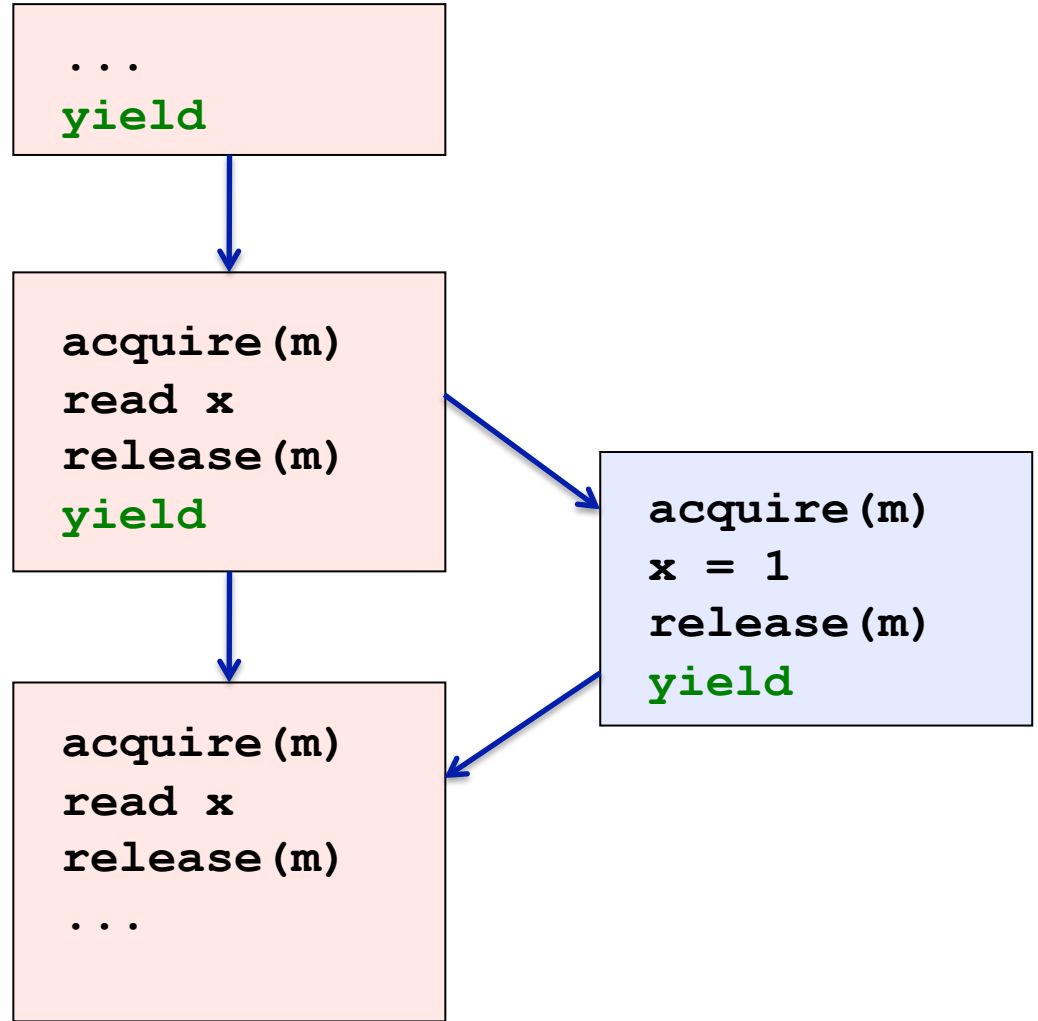 ...
yield
acquire(m)
read x
release(m)
yield
acquire(m)
x = 1
release(m)
yield
acquire(m)
read x
release(m)
...